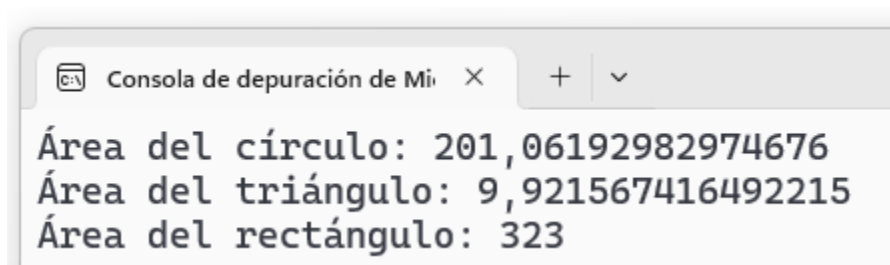 Consola de depuración de Mi
Área del círculo: 201,06192982974676
Área del triángulo: 9,921567416492215
Área del rectángulo: 323